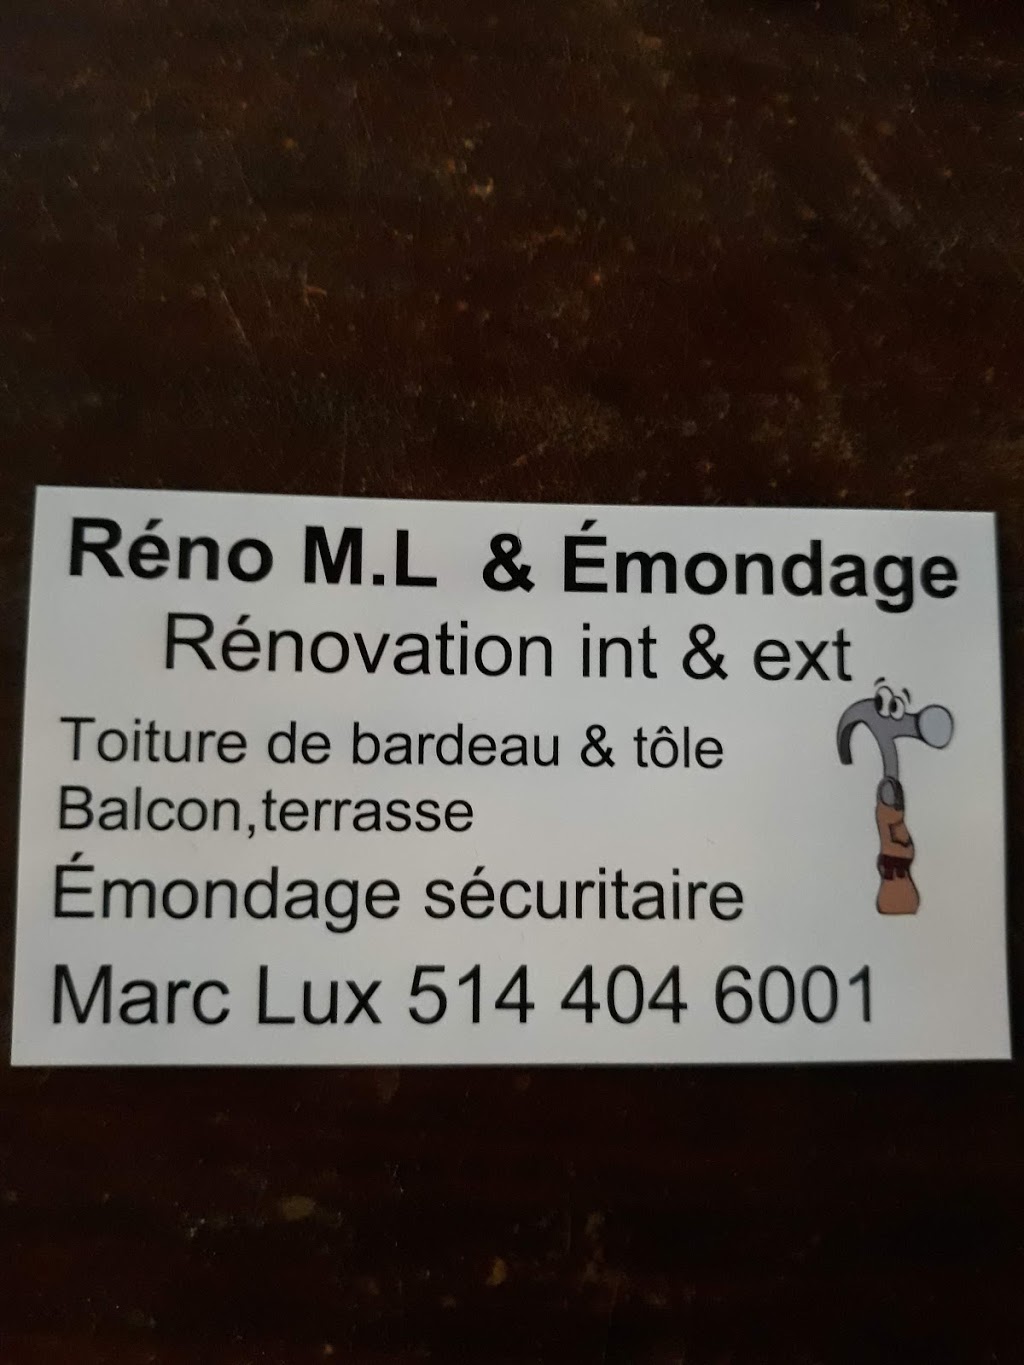 Réno M.L & Émondage
Rénovation int & ext
Toiture de bardeau & tôle
Balcon,terrasse
Émondage sécuritaire
Marc Lux 514 404 6001